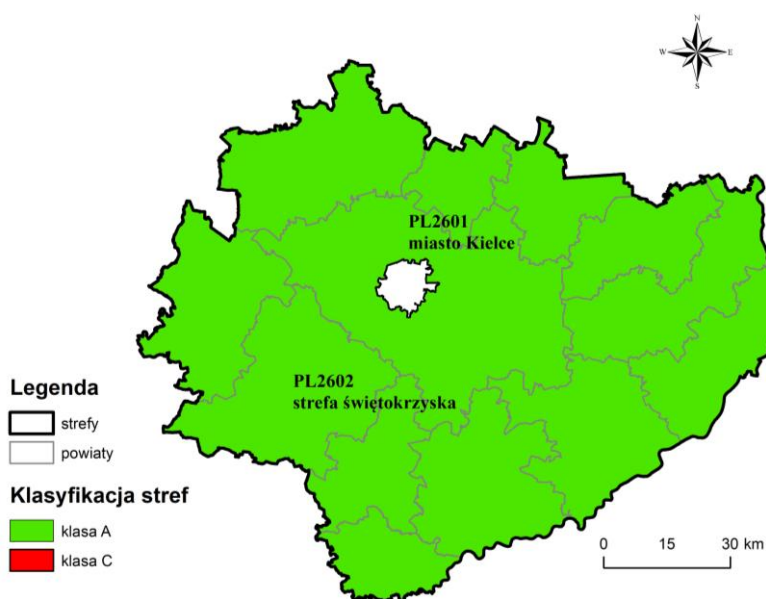 N
W
E
S
PL2601
miasto Kielce
PL2602
strefa świętokrzyska
Legenda
strefy
powiaty
Klasyfikacja stref
klasa A
klasa C
0 15 30 km